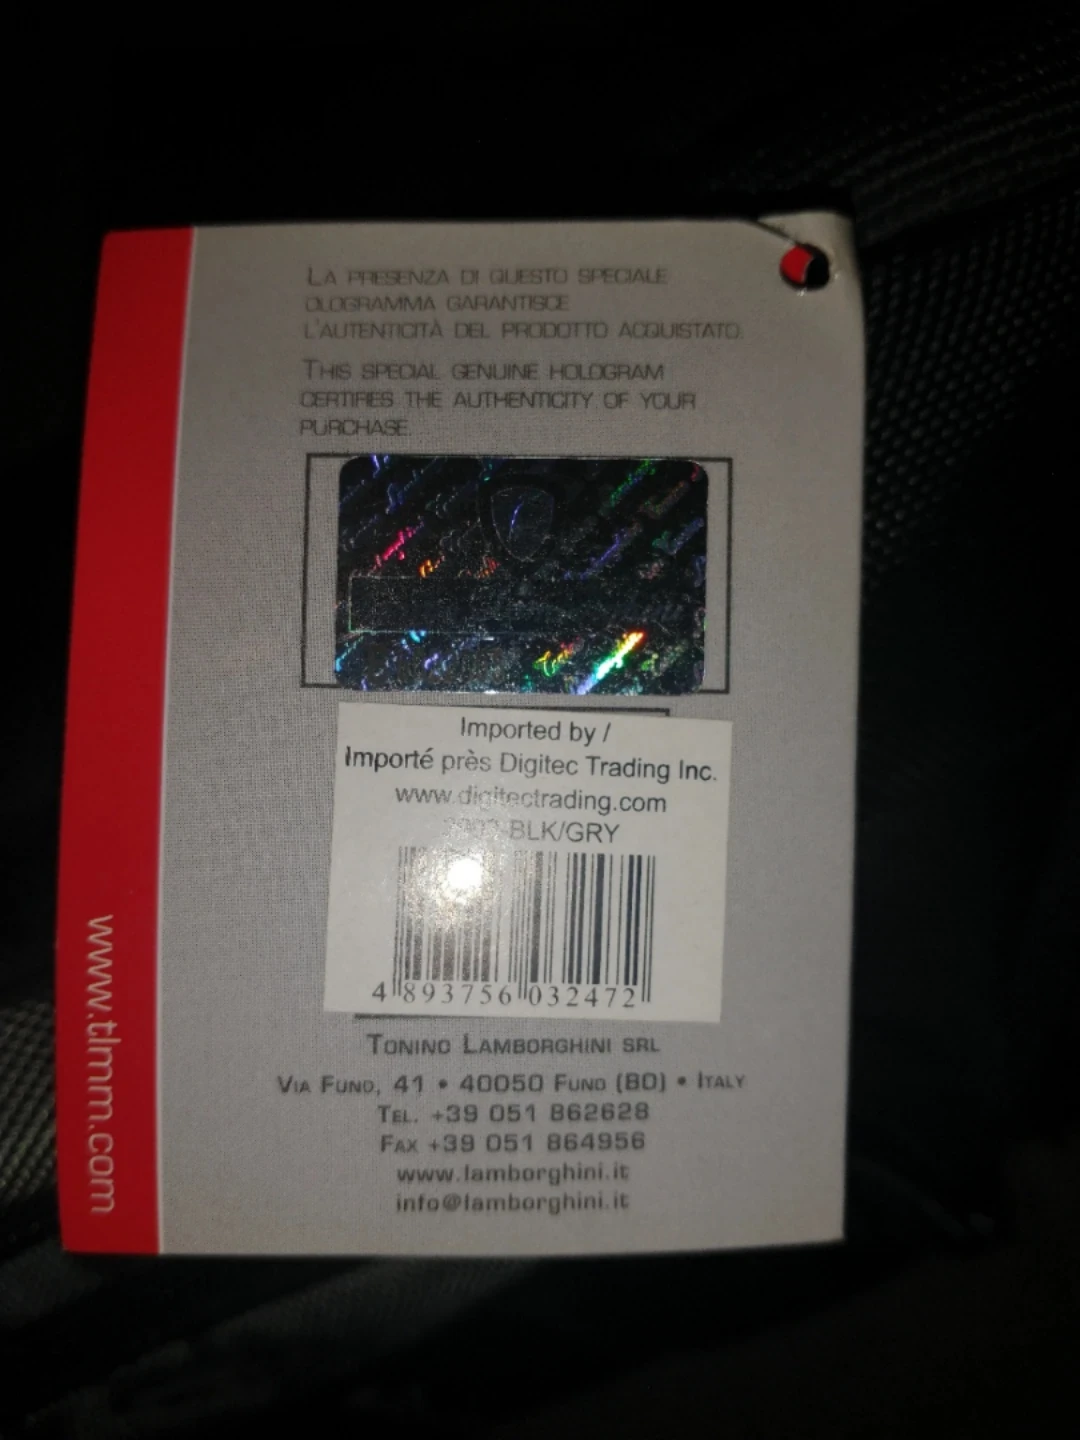 LA PRESENZA DI QUESTO SPECIALE
OLOGRAMMA GARANTISCE
L'AUTENTICITÀ DEL PRODOTTO ACQUISTATO.
THIS SPECIAL GENUINE HOLOGRAM
CERTIFIES THE AUTHENTICITY OF YOUR
PURCHASE.
Imported by /
Importé près Digitec Trading Inc.
www.digitectrading.com
BLK/GRY
4 893756 032472
TONINO LAMBORGHINI SRL
VIA FUNO, 41 • 40050 FUNO (BO) • ITALY
TEL. +39 051 862628
FAX +39 051 864956
www.lamborghini.it
info@lamborghini.it
www.tlmm.com